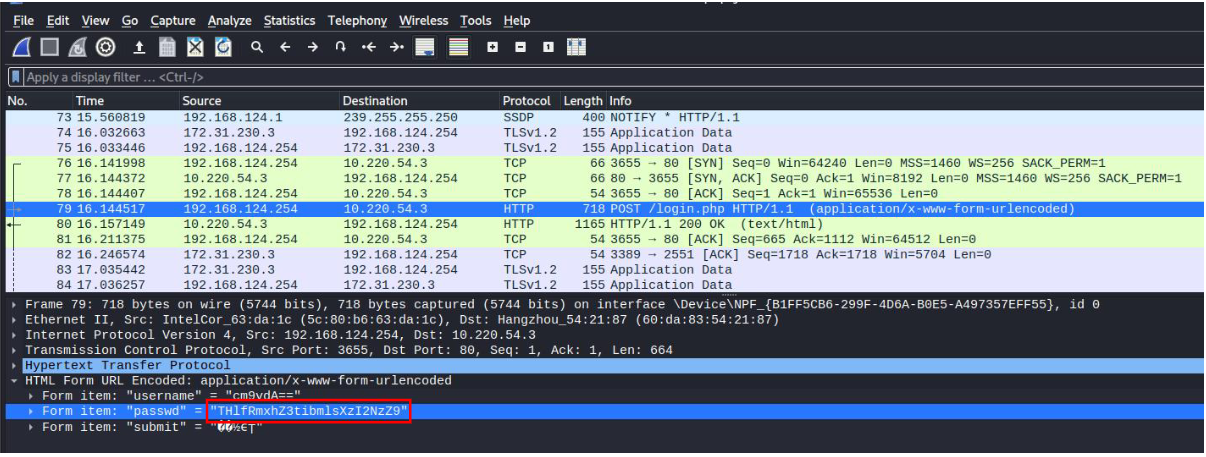 File Edit View Go Capture Analyze Statistics Telephony Wireless Tools Help
Apply a display filter … <Ctrl-/>
No. Time Source Destination Protocol Length Info
73 15.560819 192.168.124.1 239.255.255.250 SSDP 400 NOTIFY * HTTP/1.1
74 16.032663 172.31.230.3 192.168.124.254 TLSv1.2 155 Application Data
75 16.033446 192.168.124.254 172.31.230.3 TLSv1.2 155 Application Data
76 16.141998 192.168.124.254 10.220.54.3 TCP 66 3655 → 80 [SYN] Seq=0 Win=64240 Len=0 MSS=1460 WS=256 SACK_PERM=1
77 16.144372 10.220.54.3 192.168.124.254 TCP 66 80 → 3655 [SYN, ACK] Seq=0 Ack=1 Win=8192 Len=0 MSS=1460 WS=256 SACK_PERM=1
78 16.144407 192.168.124.254 10.220.54.3 TCP 54 3655 → 80 [ACK] Seq=1 Ack=1 Win=65536 Len=0
79 16.144517 192.168.124.254 10.220.54.3 HTTP 718 POST /login.php HTTP/1.1 (application/x-www-form-urlencoded)
80 16.157149 10.220.54.3 192.168.124.254 HTTP 1165 HTTP/1.1 200 OK (text/html)
81 16.211375 192.168.124.254 10.220.54.3 TCP 54 3655 → 80 [ACK] Seq=665 Ack=1112 Win=64512 Len=0
82 16.246574 172.31.230.3 192.168.124.254 TCP 54 3389 → 2551 [ACK] Seq=1718 Ack=1718 Win=5704 Len=0
83 17.035442 172.31.230.3 192.168.124.254 TLSv1.2 155 Application Data
84 17.036257 192.168.124.254 172.31.230.3 TLSv1.2 155 Application Data
Frame 79: 718 bytes on wire (5744 bits), 718 bytes captured (5744 bits) on interface \Device\NPF_{B1FF5CB6-299F-4D6A-B0E5-A497357EFF55}, id 0
Ethernet II, Src: IntelCor_63:da:1c (5c:80:b6:63:da:1c), Dst: Hangzhou_54:21:87 (60:da:83:54:21:87)
Internet Protocol Version 4, Src: 192.168.124.254, Dst: 10.220.54.3
Transmission Control Protocol, Src Port: 3655, Dst Port: 80, Seq: 1, Ack: 1, Len: 664
Hypertext Transfer Protocol
HTML Form URL Encoded: application/x-www-form-urlencoded
Form item: "username" = "cm9vdA=="
Form item: "passwd" = "THlfRmxhZ3tibmlsXzI2NzZ9"
Form item: "submit" =